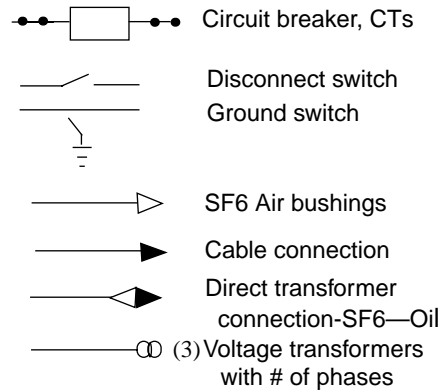 Circuit breaker, CTs
Disconnect switch
Ground switch
SF6 Air bushings
Cable connection
Direct transformer
connection-SF6—Oil
(3) Voltage transformers
with # of phases